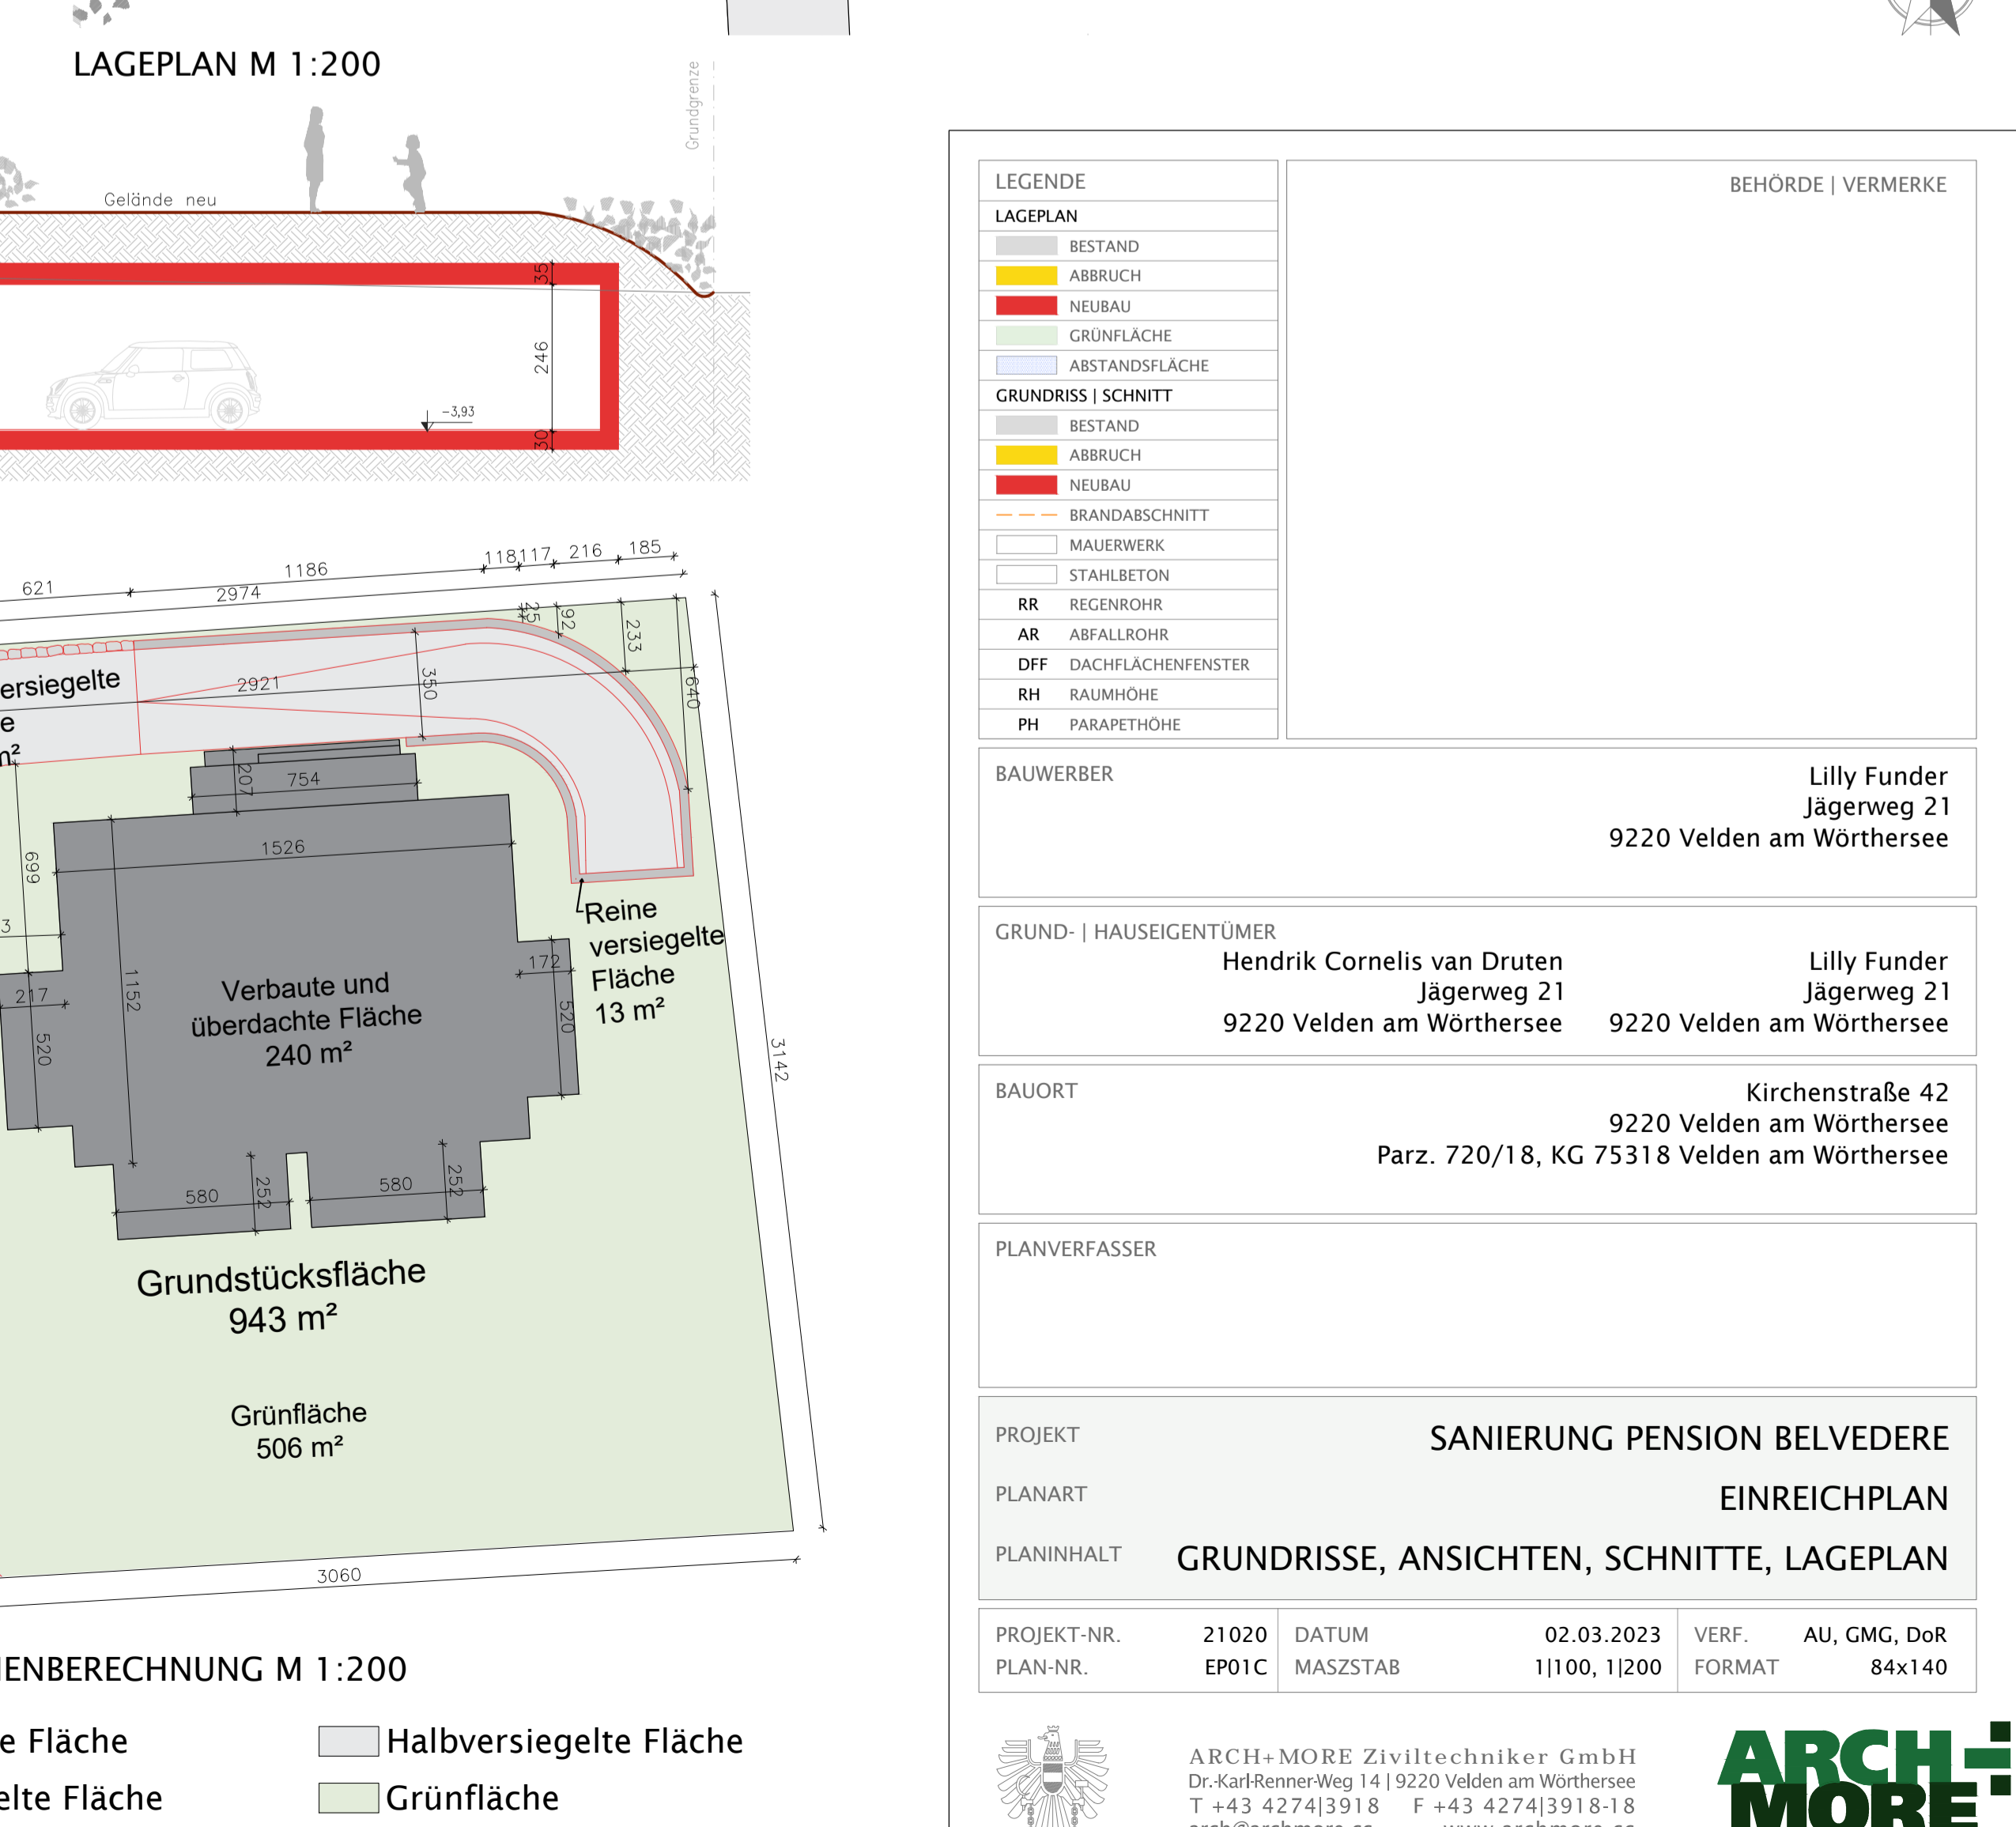 LAGEPLAN M 1:200
Grundgrenze
Gelände neu
35
246
-3,93
30
621
1186
118
117
216
185
2974
25
92
233
640
350
2921
ersiegelte
e
m²
207
754
699
1526
3
217
520
1152
172
520
Verbaute und
überdachte Fläche
240 m²
Reine
versiegelte
Fläche
13 m²
3142
580
252
580
252
Grundstücksfläche
943 m²
Grünfläche
506 m²
3060
ENBERECHNUNG M 1:200
e Fläche
Halbversiegelte Fläche
elte Fläche
Grünfläche
LEGENDE
LAGEPLAN
BESTAND
ABBRUCH
NEUBAU
GRÜNFLÄCHE
ABSTANDSFLÄCHE
GRUNDRISS | SCHNITT
BESTAND
ABBRUCH
NEUBAU
BRANDABSCHNITT
MAUERWERK
STAHLBETON
RR REGENROHR
AR ABFALLROHR
DFF DACHFLÄCHENFENSTER
RH RAUMHÖHE
PH PARAPETHÖHE
BEHÖRDE | VERMERKE
BAUWERBER
Lilly Funder
Jägerweg 21
9220 Velden am Wörthersee
GRUND- | HAUSEIGENTÜMER
Hendrik Cornelis van Druten
Jägerweg 21
9220 Velden am Wörthersee
Lilly Funder
Jägerweg 21
9220 Velden am Wörthersee
BAUORT
Kirchenstraße 42
9220 Velden am Wörthersee
Parz. 720/18, KG 75318 Velden am Wörthersee
PLANVERFASSER
PROJEKT SANIERUNG PENSION BELVEDERE
PLANART EINREICHPLAN
PLANINHALT GRUNDRISSE, ANSICHTEN, SCHNITTE, LAGEPLAN
PROJEKT-NR. 21020 DATUM 02.03.2023 VERF. AU, GMG, DoR
PLAN-NR. EP01C MASZSTAB 1|100, 1|200 FORMAT 84x140
ARCH+MORE Ziviltechniker GmbH
Dr.-Karl-Renner-Weg 14 | 9220 Velden am Wörthersee
T +43 4274|3918 F +43 4274|3918-18
ARCH+
MORE